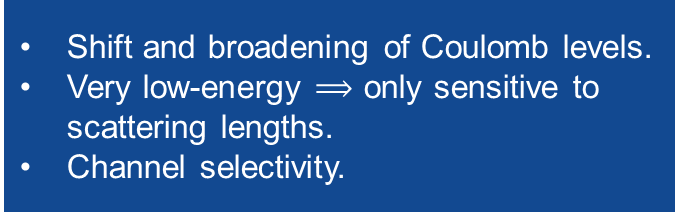 • Shift and broadening of Coulomb levels.
• Very low-energy ⟹ only sensitive to
scattering lengths.
• Channel selectivity.